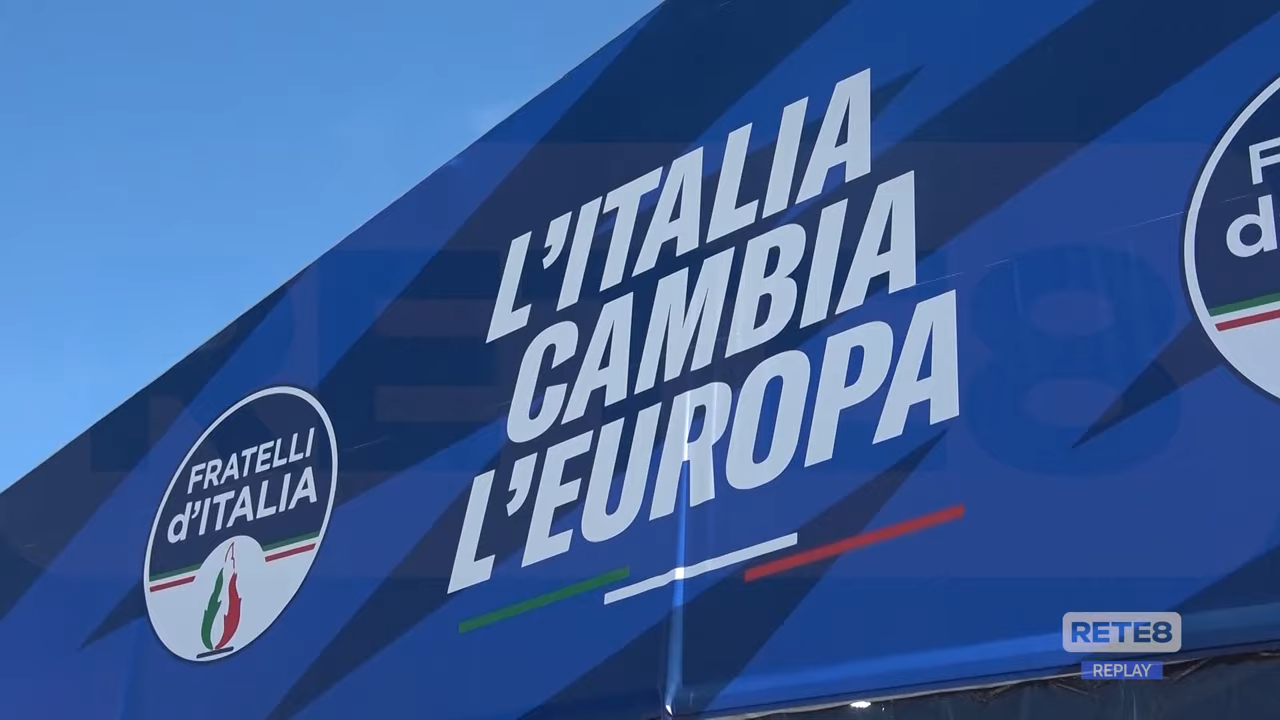 L'ITALIA
CAMBIA
L'EUROPA
FRATELLI
d'ITALIA
F
d
RETE8
REPLAY